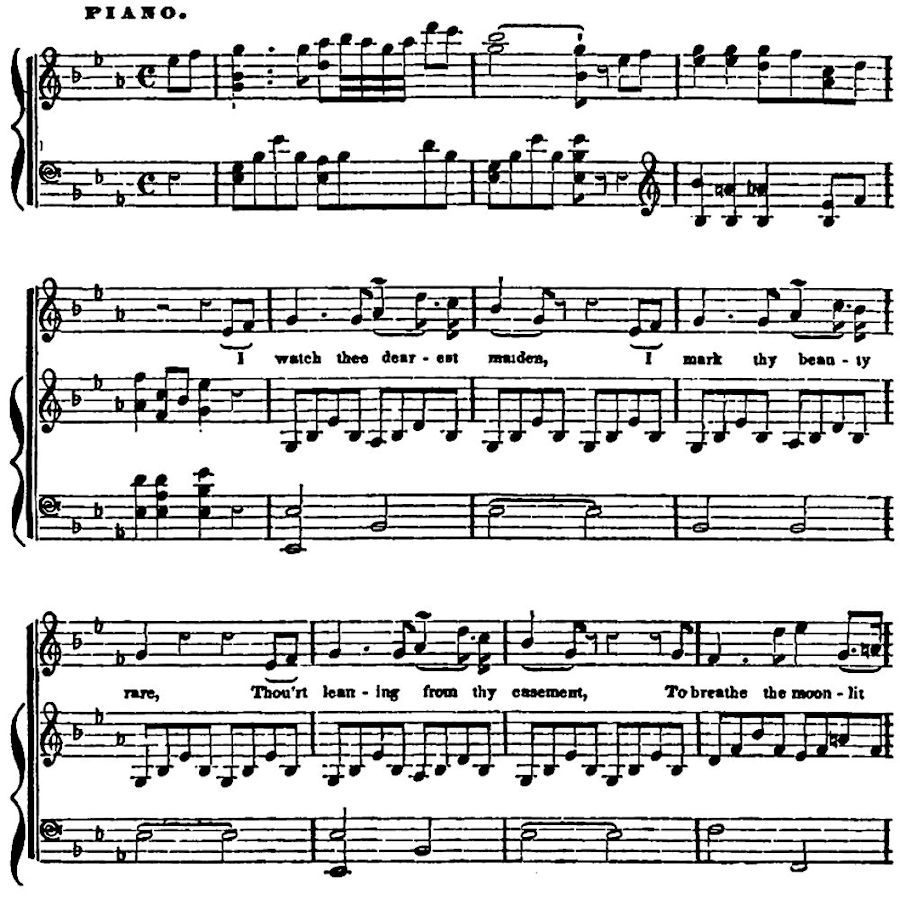 PIANO.
I watch thee dear - est maiden, I mark thy beau - ty
rare, Thou'rt lean - ing from thy casement, To breathe the moon - lit